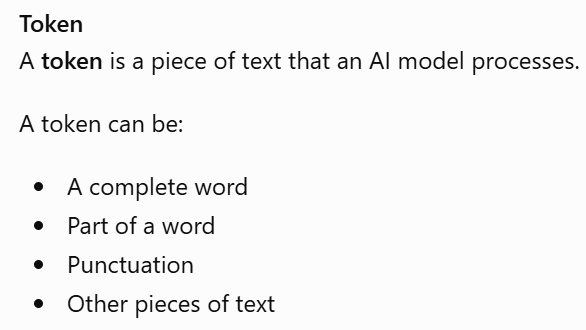 Token
A token is a piece of text that an AI model processes.
A token can be:
• A complete word
• Part of a word
• Punctuation
• Other pieces of text